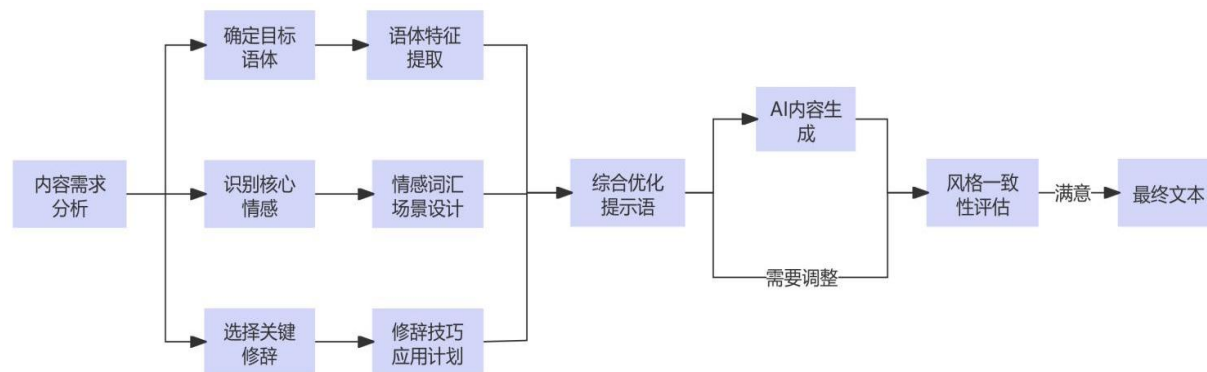 确定目标
语体
语体特征
提取
AI内容生
成
内容需求
分析
识别核心
情感
情感词汇
场景设计
综合优化
提示语
风格一致
性评估
满意
最终文本
需要调整
选择关键
修辞
修辞技巧
应用计划